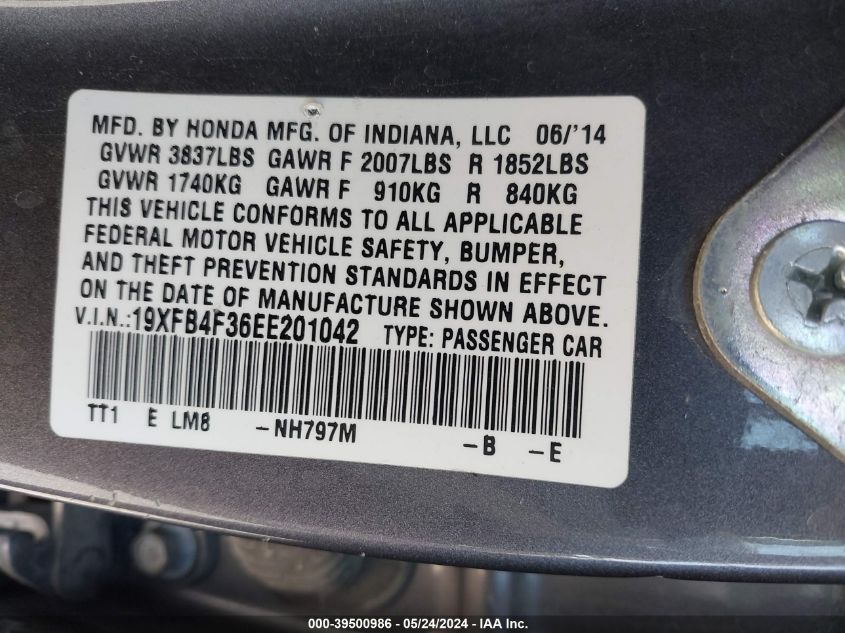 MFD. BY HONDA MFG. OF INDIANA, LLC 06/'14
GVWR 3837LBS GAWR F 2007LBS R 1852LBS
GVWR 1740KG GAWR F 910KG R 840KG
THIS VEHICLE CONFORMS TO ALL APPLICABLE
FEDERAL MOTOR VEHICLE SAFETY, BUMPER,
AND THEFT PREVENTION STANDARDS IN EFFECT
ON THE DATE OF MANUFACTURE SHOWN ABOVE.
V.I.N.:19XFB4F36EE201042 TYPE: PASSENGER CAR
TT1 E LM8 -NH797M -B -E
000-39500986 - 05/24/2024 - IAA Inc.